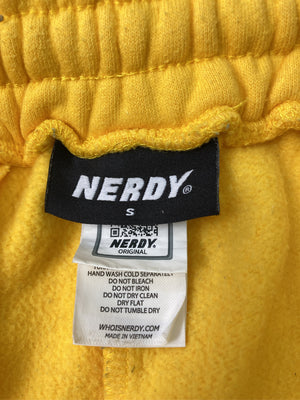 NERDY®
S
NERDY.
ORIGINAL
HAND WASH COLD SEPARATELY
DO NOT BLEACH
DO NOT IRON
DO NOT DRY CLEAN
DRY FLAT
DO NOT TUMBLE DRY
WHOISNERDY.COM
MADE IN VIETNAM